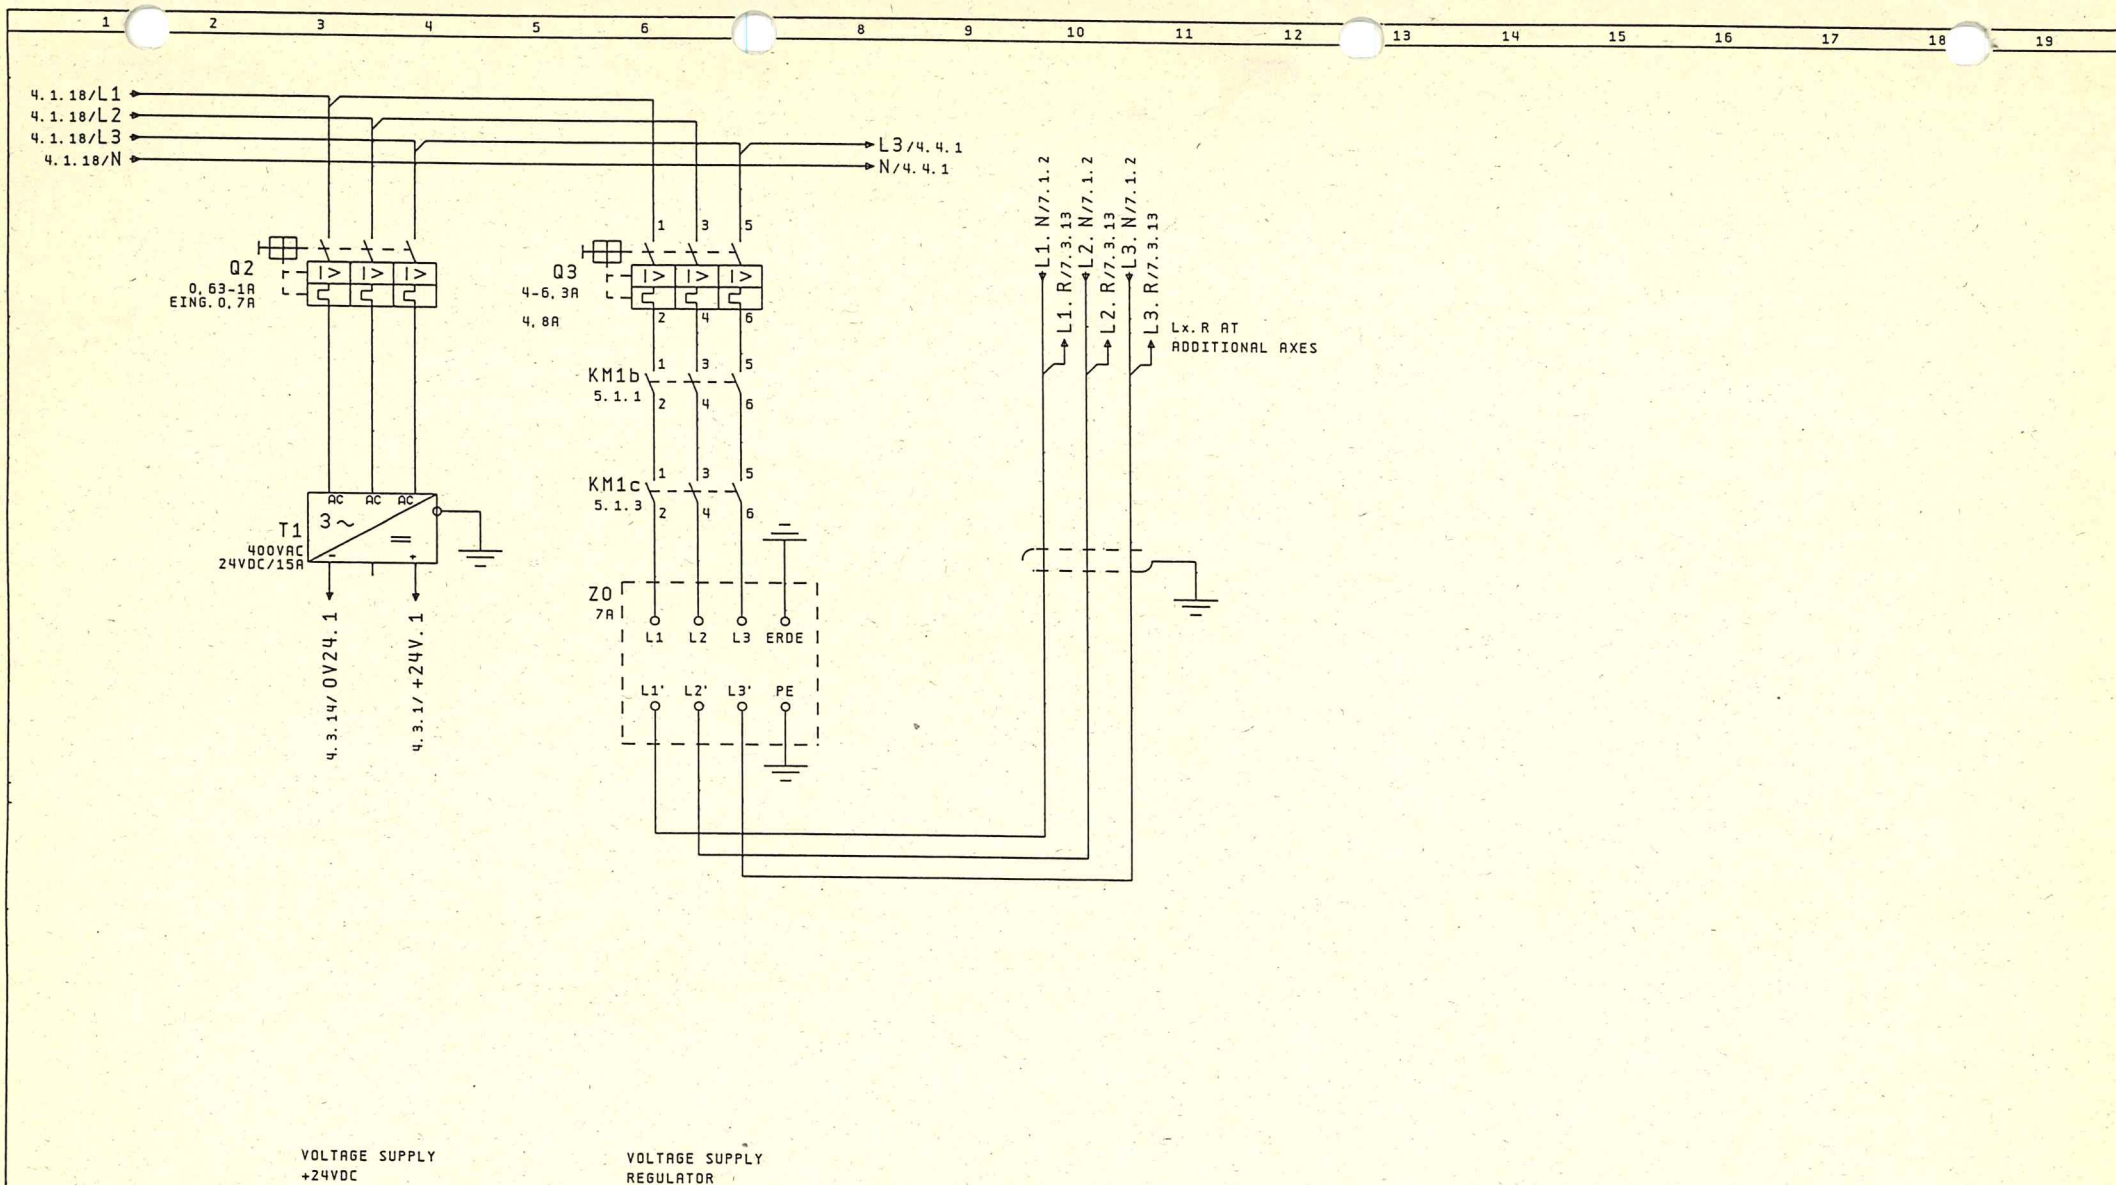 1 2 3 4 5 6 8 9 10 11 12 13 14 15 16 17 18 19
4.1.18/L1
4.1.18/L2
4.1.18/L3
4.1.18/N
L3/4.4.1
N/4.4.1
L1.N/7.1.2
L1.R/7.3.13
L2.N/7.1.2
L2.R/7.3.13
L3.N/7.1.2
L3.R/7.3.13
Lx.R AT
ADDITIONAL AXES
Q2
0,63-1A
EING.0,7A
I> I> I>
1 3 5
Q3
4-6,3A
4,8A
I> I> I>
2 4 6
KM1b
5.1.1
1 3 5
2 4 6
KM1c
5.1.3
1 3 5
2 4 6
AC AC AC
3~
=
- +
T1
400VAC
24VDC/15A
4.3.14/0V24.1
4.3.1/+24V.1
Z0
7A
L1 L2 L3 ERDE
L1' L2' L3' PE
VOLTAGE SUPPLY
+24VDC
VOLTAGE SUPPLY
REGULATOR